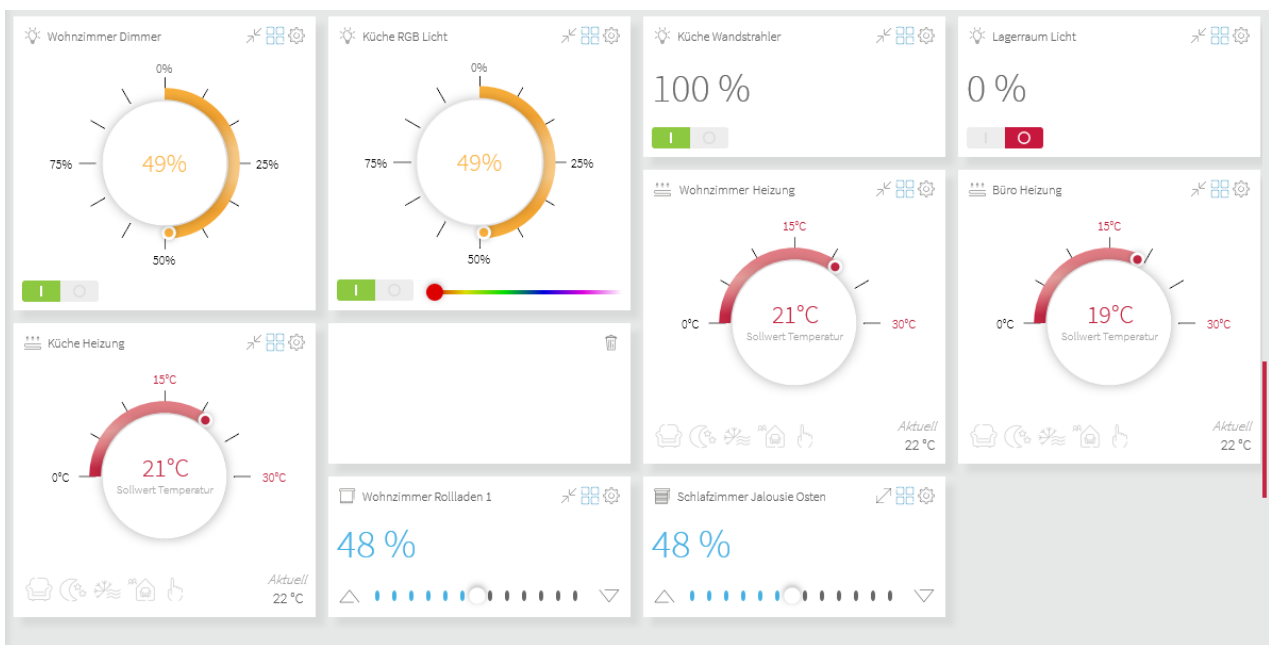 Wohnzimmer Dimmer
0%
75%
49%
25%
50%
I O
Küche RGB Licht
0%
75%
49%
25%
50%
I O
Küche Wandstrahler
100 %
I O
Lagerraum Licht
0 %
I O
Wohnzimmer Heizung
15°C
0°C
21°C
30°C
Sollwert Temperatur
Aktuell
22 °C
Büro Heizung
15°C
0°C
19°C
30°C
Sollwert Temperatur
Aktuell
22 °C
Küche Heizung
15°C
0°C
21°C
30°C
Sollwert Temperatur
Aktuell
22 °C
Wohnzimmer Rollladen 1
48 %
Schlafzimmer Jalousie Osten
48 %